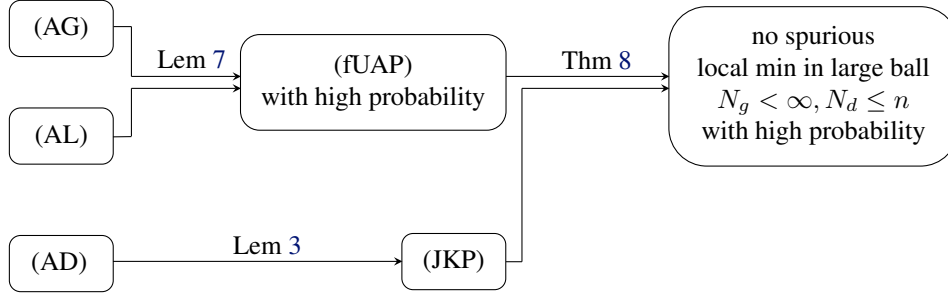 (AG)
Lem 7
(fUAP)
with high probability
Thm 8
no spurious
local min in large ball
N_g < ∞, N_d ≤ n
with high probability
(AL)
(AD)
Lem 3
(JKP)